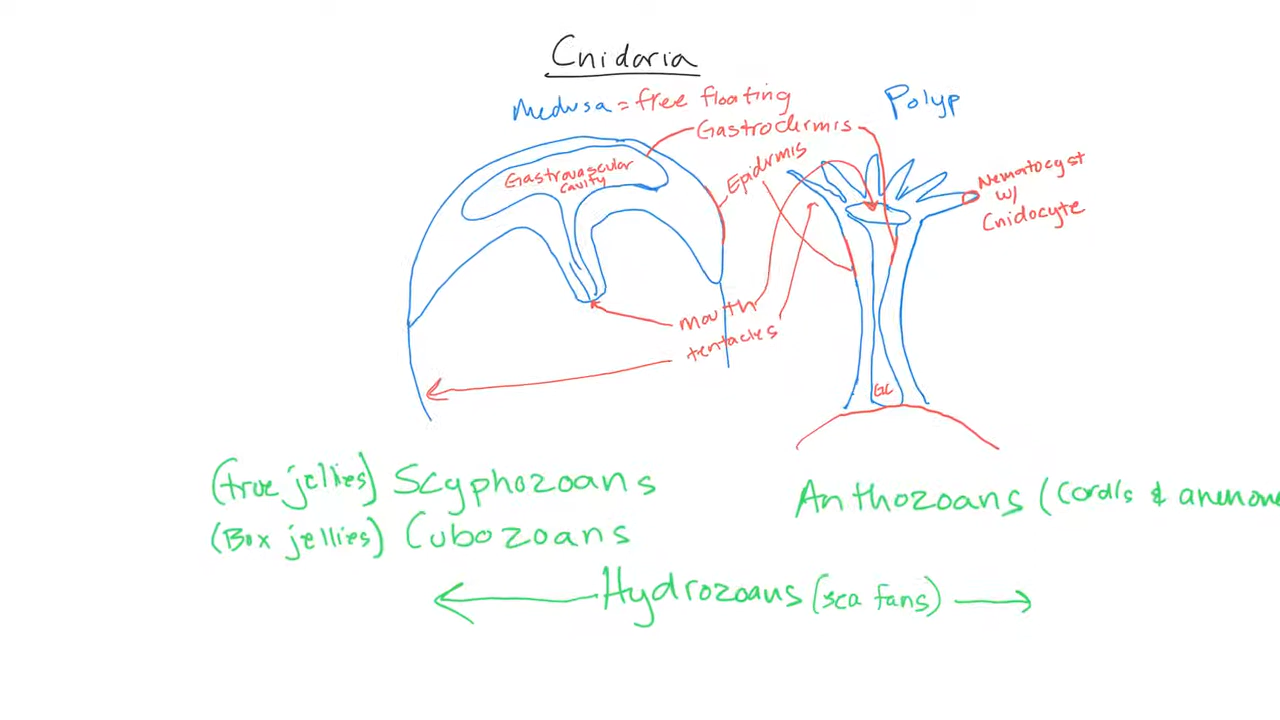 Cnidaria
Medusa = free floating
Polyp
Gastrodermis
Epidermis
Gastrovascular
cavity
Nematocyst
w/
Cnidocyte
mouth
tentacles
GC
(true jellies) Scyphozoans
Anthozoans (corals & anemon
(Box jellies) Cubozoans
Hydrozoans (sea fans)